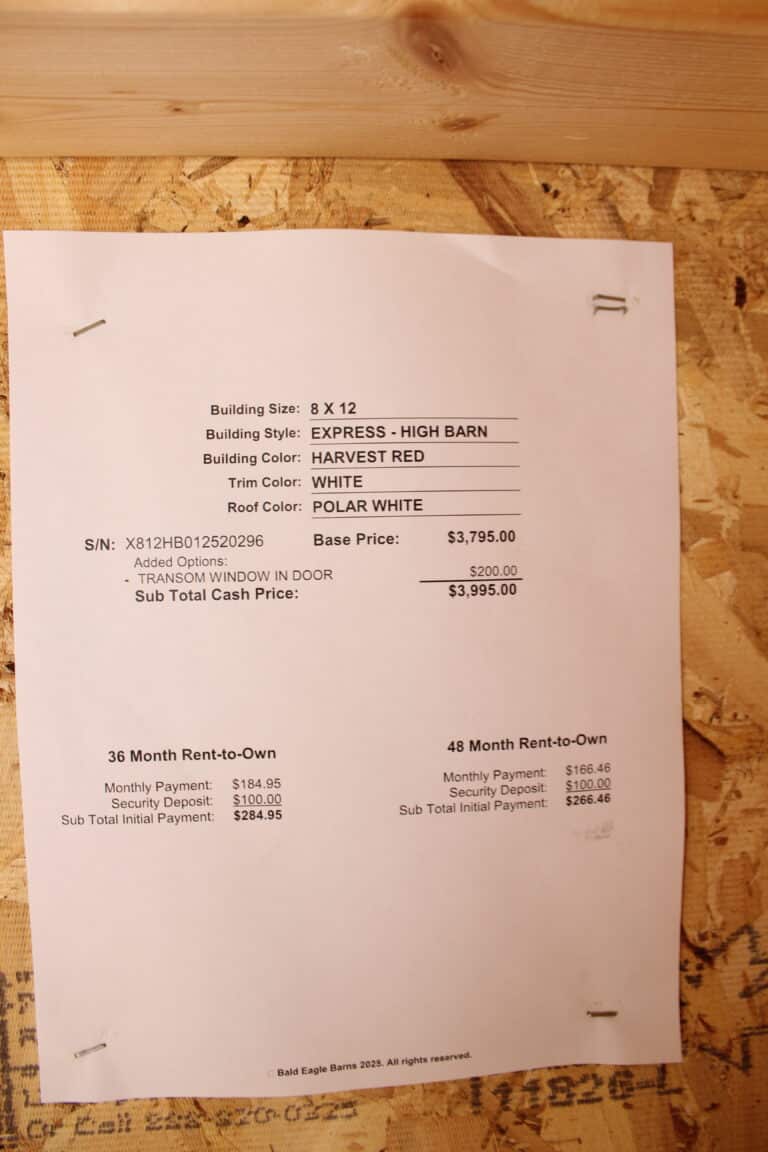 Building Size: 8 X 12
Building Style: EXPRESS - HIGH BARN
Building Color: HARVEST RED
Trim Color: WHITE
Roof Color: POLAR WHITE
S/N: X812HB012520296 Base Price: $3,795.00
Added Options:
- TRANSOM WINDOW IN DOOR $200.00
Sub Total Cash Price: $3,995.00
36 Month Rent-to-Own
Monthly Payment: $184.95
Security Deposit: $100.00
Sub Total Initial Payment: $284.95
48 Month Rent-to-Own
Monthly Payment: $166.46
Security Deposit: $100.00
Sub Total Initial Payment: $266.46
Bald Eagle Barns 2025. All rights reserved.
Or Call